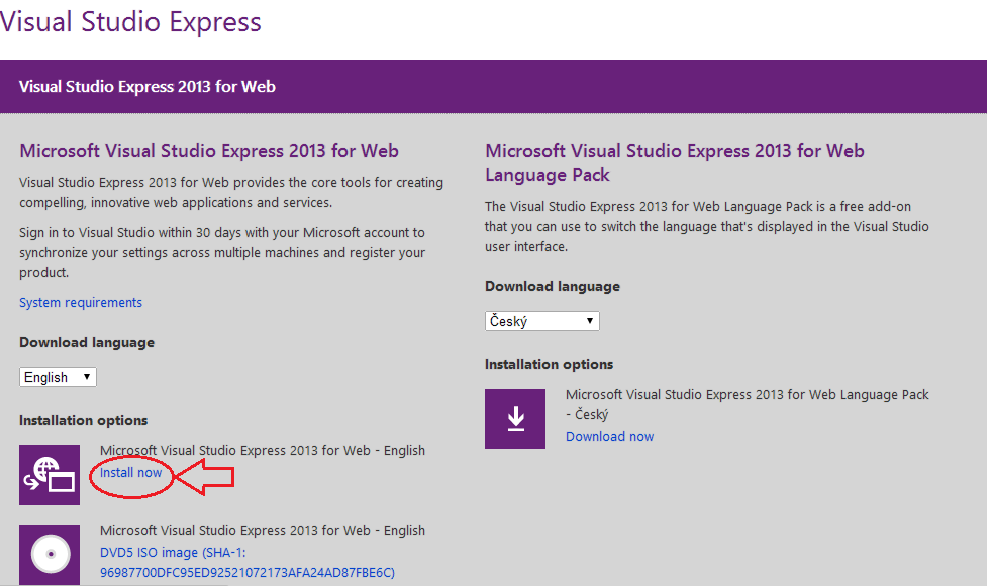 Visual Studio Express
Visual Studio Express 2013 for Web
Microsoft Visual Studio Express 2013 for Web
Visual Studio Express 2013 for Web provides the core tools for creating
compelling, innovative web applications and services.
Sign in to Visual Studio within 30 days with your Microsoft account to
synchronize your settings across multiple machines and register your
product.
System requirements
Download language
English
Installation options
Microsoft Visual Studio Express 2013 for Web - English
Install now
Microsoft Visual Studio Express 2013 for Web - English
DVD5 ISO image (SHA-1:
96987700DFC95ED92521072173AFA24AD87FBE6C)
Microsoft Visual Studio Express 2013 for Web
Language Pack
The Visual Studio Express 2013 for Web Language Pack is a free add-on
that you can use to switch the language that's displayed in the Visual Studio
user interface.
Download language
Český
Installation options
Microsoft Visual Studio Express 2013 for Web Language Pack
- Český
Download now